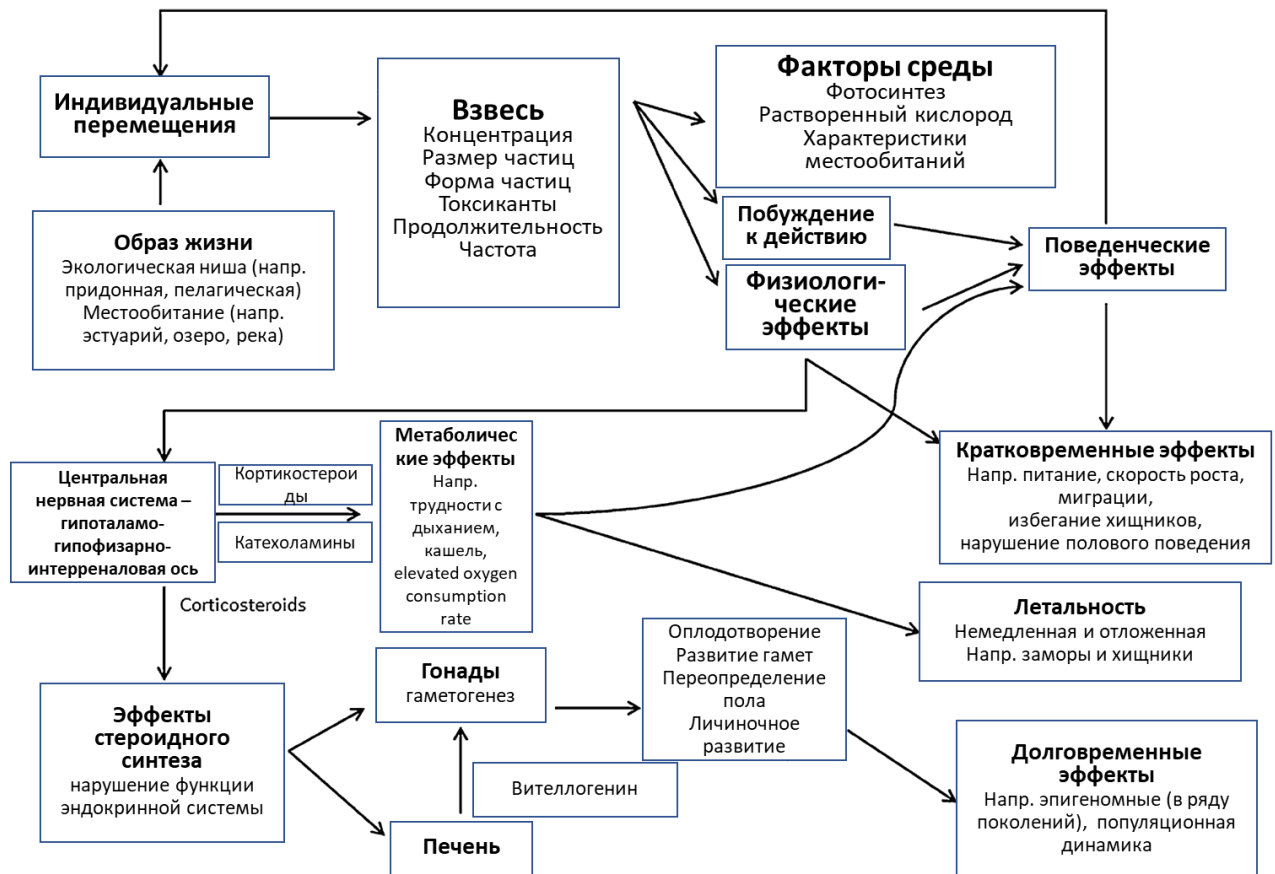 Индивидуальные
перемещения
Взвесь
Концентрация
Размер частиц
Форма частиц
Токсиканты
Продолжительность
Частота
Факторы среды
Фотосинтез
Растворенный кислород
Характеристики
местообитаний
Побуждение
к действию
Физиологи-
ческие
эффекты
Поведенческие
эффекты
Образ жизни
Экологическая ниша (напр.
придонная, пелагическая)
Местообитание (напр.
эстуарий, озеро, река)
Центральная
нервная система –
гипоталамо-
гипофизарно-
интерреналовая ось
Кортикостерои
ды
Катехоламины
Метаболичес
кие эффекты
Напр.
трудности с
дыханием,
кашель,
elevated oxygen
consumption
rate
Кратковременные эффекты
Напр. питание, скорость роста,
миграции,
избегание хищников,
нарушение полового поведения
Corticosteroids
Летальность
Немедленная и отложенная
Напр. заморы и хищники
Эффекты
стероидного
синтеза
нарушение функции
эндокринной системы
Гонады
гаметогенез
Оплодотворение
Развитие гамет
Переопределение
пола
Личиночное
развитие
Вителлогенин
Печень
Долговременные
эффекты
Напр. эпигеномные (в ряду
поколений), популяционная
динамика